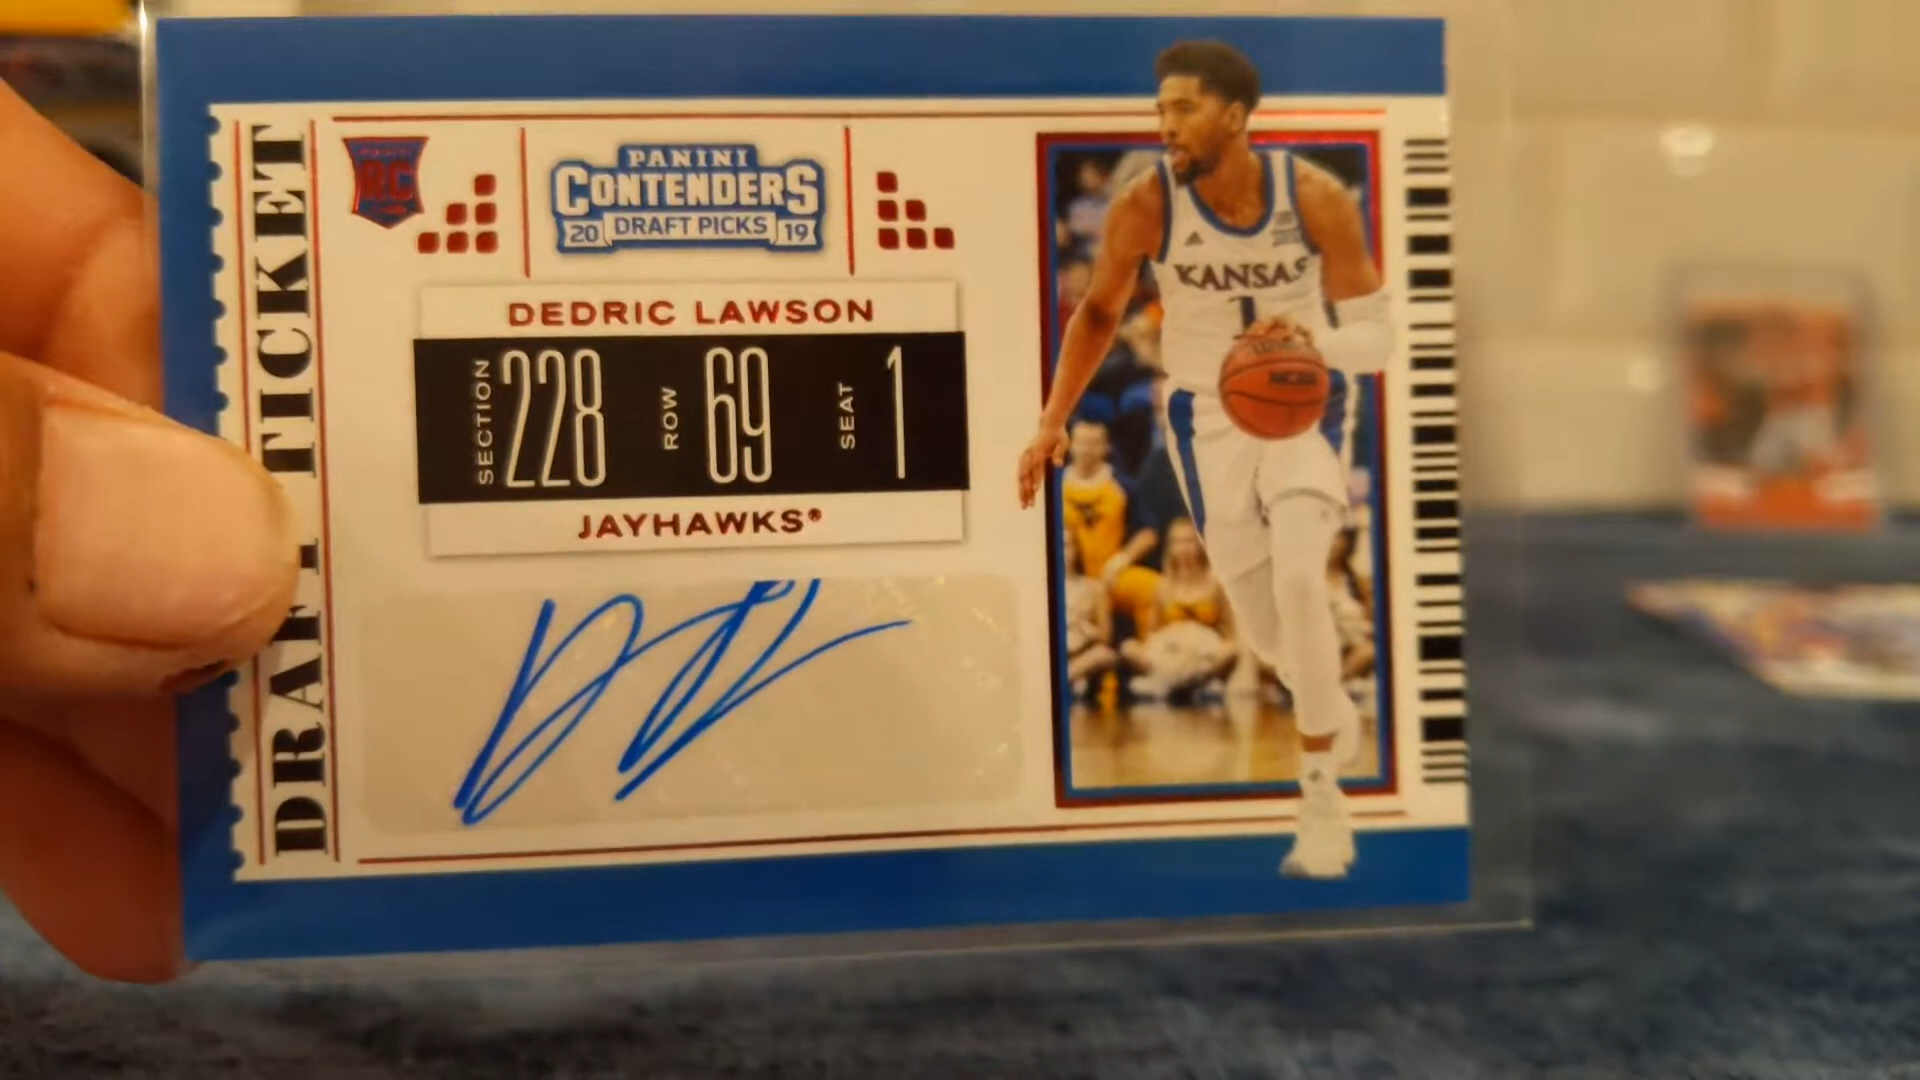 DRAFT TICKET
RC
PANINI
CONTENDERS
20 DRAFT PICKS 19
DEDRIC LAWSON
SECTION 228 ROW 69 SEAT 1
JAYHAWKS®
KANSAS
1